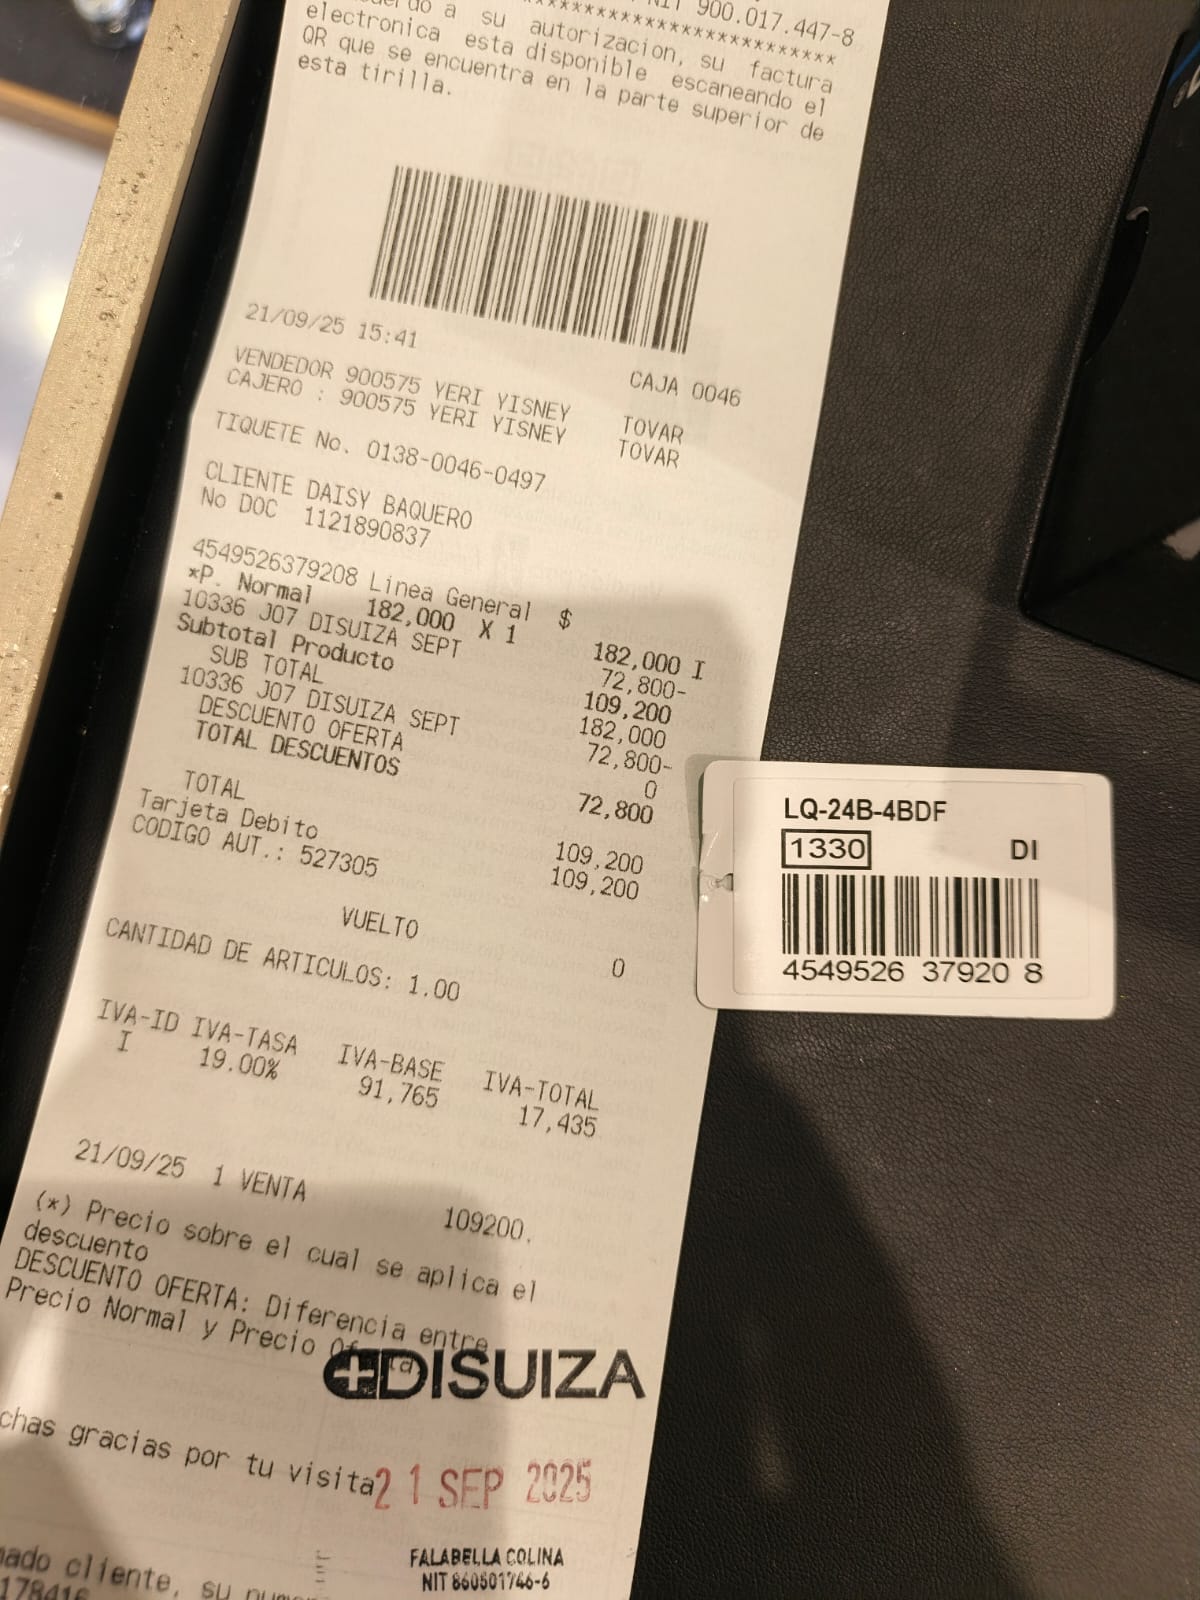 NIT 900.017.447-8
a su autorizacion, su factura
electronica esta disponible escaneando el
QR que se encuentra en la parte superior de
esta tirilla.
21/09/25 15:41
CAJA 0046
VENDEDOR 900575 YERI YISNEY TOVAR
CAJERO : 900575 YERI YISNEY TOVAR
TIQUETE No. 0138-0046-0497
CLIENTE DAISY BAQUERO
No DOC 1121890837
4549526379208 Linea General $ 182,000 I
*P. Normal 182,000 X 1
10336 J07 DISUIZA SEPT 72,800-
Subtotal Producto 109,200
SUB TOTAL 182,000
10336 J07 DISUIZA SEPT 72,800-
DESCUENTO OFERTA 0
TOTAL DESCUENTOS 72,800
TOTAL 109,200
Tarjeta Debito 109,200
CODIGO AUT.: 527305
VUELTO 0
CANTIDAD DE ARTICULOS: 1.00
IVA-ID IVA-TASA IVA-BASE IVA-TOTAL
I 19.00% 91,765 17,435
21/09/25 1 VENTA 109200.
(*) Precio sobre el cual se aplica el
descuento
DESCUENTO OFERTA: Diferencia entre
Precio Normal y Precio
DISUIZA
gracias por tu visita
21 SEP 2025
FALABELLA COLINA
NIT 860501746-6
cliente, su
LQ-24B-4BDF
1330 DI
4549526 37920 8